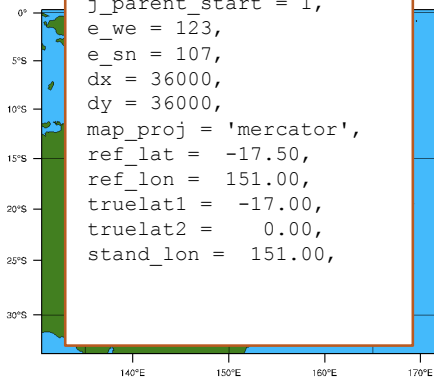 j_parent_start = 1,
e_we = 123,
e_sn = 107,
dx = 36000,
dy = 36000,
map_proj = 'mercator',
ref_lat = -17.50,
ref_lon = 151.00,
truelat1 = -17.00,
truelat2 = 0.00,
stand_lon = 151.00,
0°
5°S
10°S
15°S
20°S
25°S
30°S
140°E 150°E 160°E 170°E